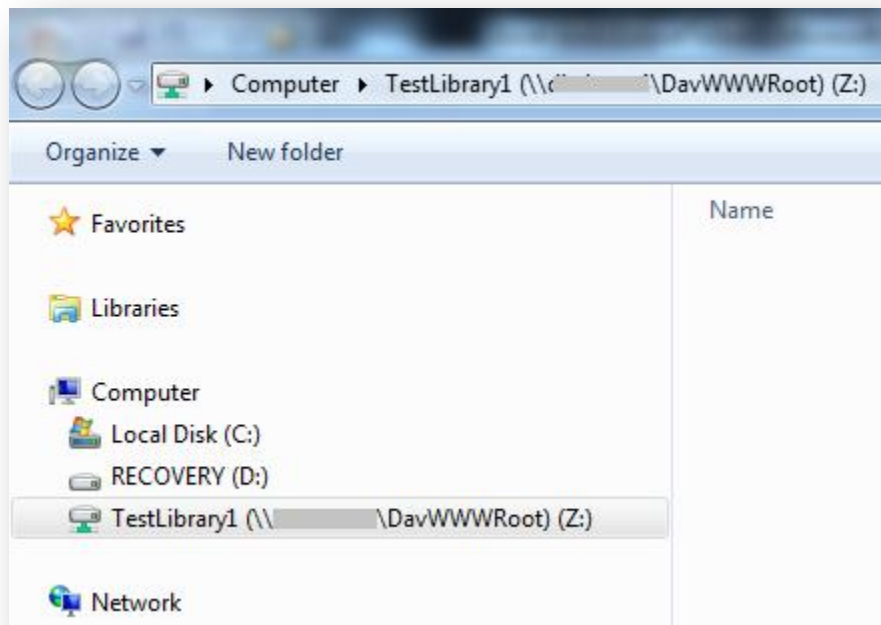 Computer TestLibrary1 (\\ \DavWWWRoot) (Z:)
Organize New folder
Name
Favorites
Libraries
Computer
Local Disk (C:)
RECOVERY (D:)
TestLibrary1 (\\ \DavWWWRoot) (Z:)
Network